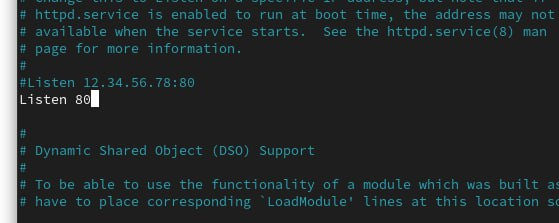 # httpd.service is enabled to run at boot time, the address may not
# available when the service starts.  See the httpd.service(8) man
# page for more information.
#
#Listen 12.34.56.78:80
Listen 80

#
# Dynamic Shared Object (DSO) Support
#
# To be able to use the functionality of a module which was built as
# have to place corresponding `LoadModule' lines at this location so